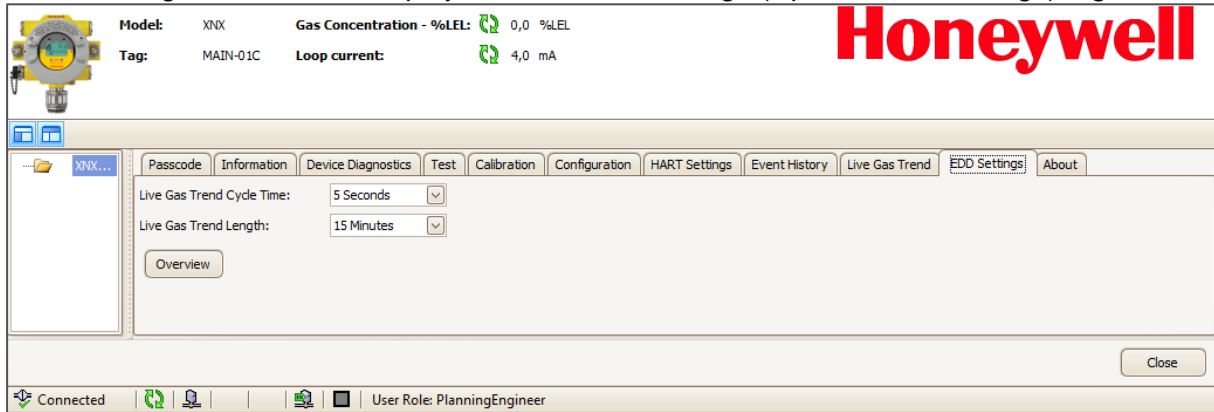 Model: XNX Gas Concentration - %LEL: 0,0 %LEL
Honeywell
Tag: MAIN-01C Loop current: 4,0 mA
XNX...
Passcode Information Device Diagnostics Test Calibration Configuration HART Settings Event History Live Gas Trend EDD Settings About
Live Gas Trend Cycle Time: 5 Seconds
Live Gas Trend Length: 15 Minutes
Overview
Close
Connected User Role: PlanningEngineer